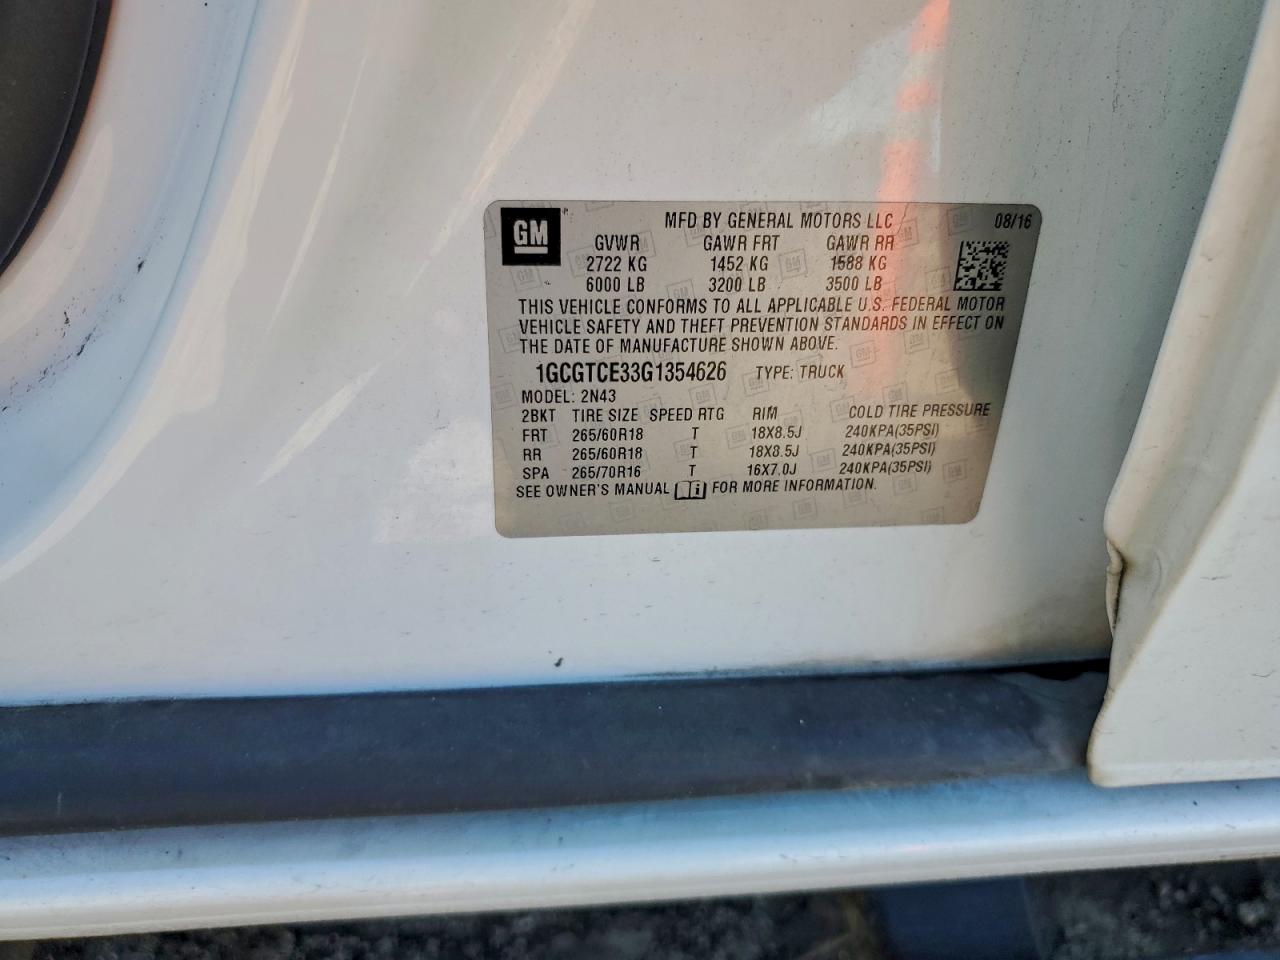 GM
MFD BY GENERAL MOTORS LLC 08/16
GVWR GAWR FRT GAWR RR
2722 KG 1452 KG 1588 KG
6000 LB 3200 LB 3500 LB
THIS VEHICLE CONFORMS TO ALL APPLICABLE U.S. FEDERAL MOTOR
VEHICLE SAFETY AND THEFT PREVENTION STANDARDS IN EFFECT ON
THE DATE OF MANUFACTURE SHOWN ABOVE.
1GCGTCE33G1354626 TYPE: TRUCK
MODEL: 2N43
2BKT TIRE SIZE SPEED RTG RIM COLD TIRE PRESSURE
FRT 265/60R18 T 18X8.5J 240KPA(35PSI)
RR 265/60R18 T 18X8.5J 240KPA(35PSI)
SPA 265/70R16 T 16X7.0J 240KPA(35PSI)
SEE OWNER'S MANUAL FOR MORE INFORMATION.